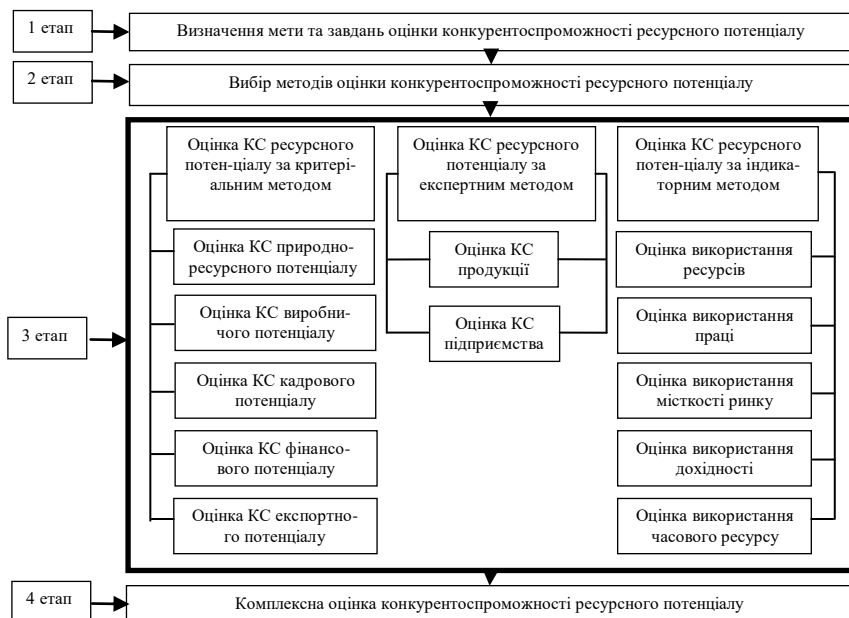 1 етап
Визначення мети та завдань оцінки конкурентоспроможності ресурсного потенціалу
2 етап
Вибір методів оцінки конкурентоспроможності ресурсного потенціалу
3 етап
Оцінка КС ресурсного
потен-ціалу за критері-
альним методом
Оцінка КС природно-
ресурсного потенціалу
Оцінка КС виробни-
чого потенціалу
Оцінка КС кадрового
потенціалу
Оцінка КС фінансо-
вого потенціалу
Оцінка КС експортно-
го потенціалу
Оцінка КС ресурсного
потенціалу за
експертним методом
Оцінка КС
продукції
Оцінка КС
підприємства
Оцінка КС ресурсного
потен-ціалу за індика-
торним методом
Оцінка використання
ресурсів
Оцінка використання
праці
Оцінка використання
місткості ринку
Оцінка використання
дохідності
Оцінка використання
часового ресурсу
4 етап
Комплексна оцінка конкурентоспроможності ресурсного потенціалу